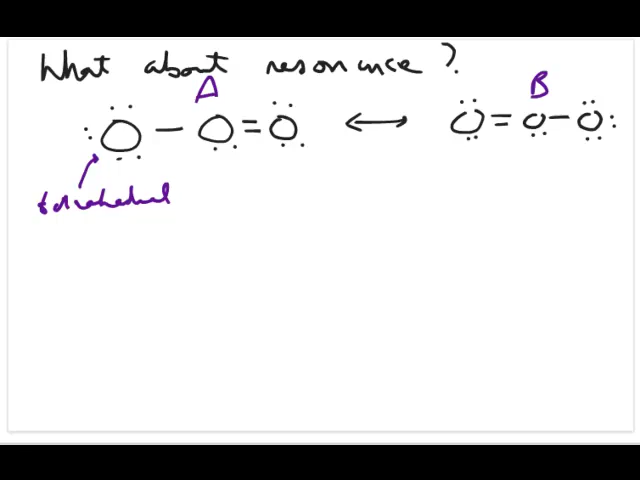 What about resonance ?
A B
O - O = O ↔ O = O - O
tetrahedral